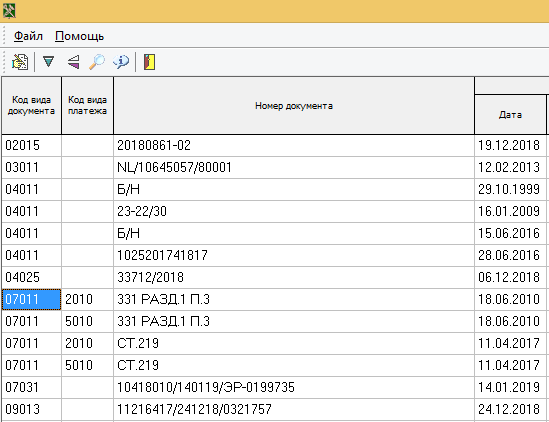 Файл Помощь
Код вида документа Код вида платежа Номер документа Дата
02015 20180861-02 19.12.2018
03011 NL/10645057/80001 12.02.2013
04011 Б/Н 29.10.1999
04011 23-22/30 16.01.2009
04011 Б/Н 15.06.2016
04011 1025201741817 28.06.2016
04025 33712/2018 06.12.2018
07011 2010 331 РАЗД.1 П.3 18.06.2010
07011 5010 331 РАЗД.1 П.3 18.06.2010
07011 2010 СТ.219 11.04.2017
07011 5010 СТ.219 11.04.2017
07031 10418010/140119/ЭР-0199735 14.01.2019
09013 11216417/241218/0321757 24.12.2018